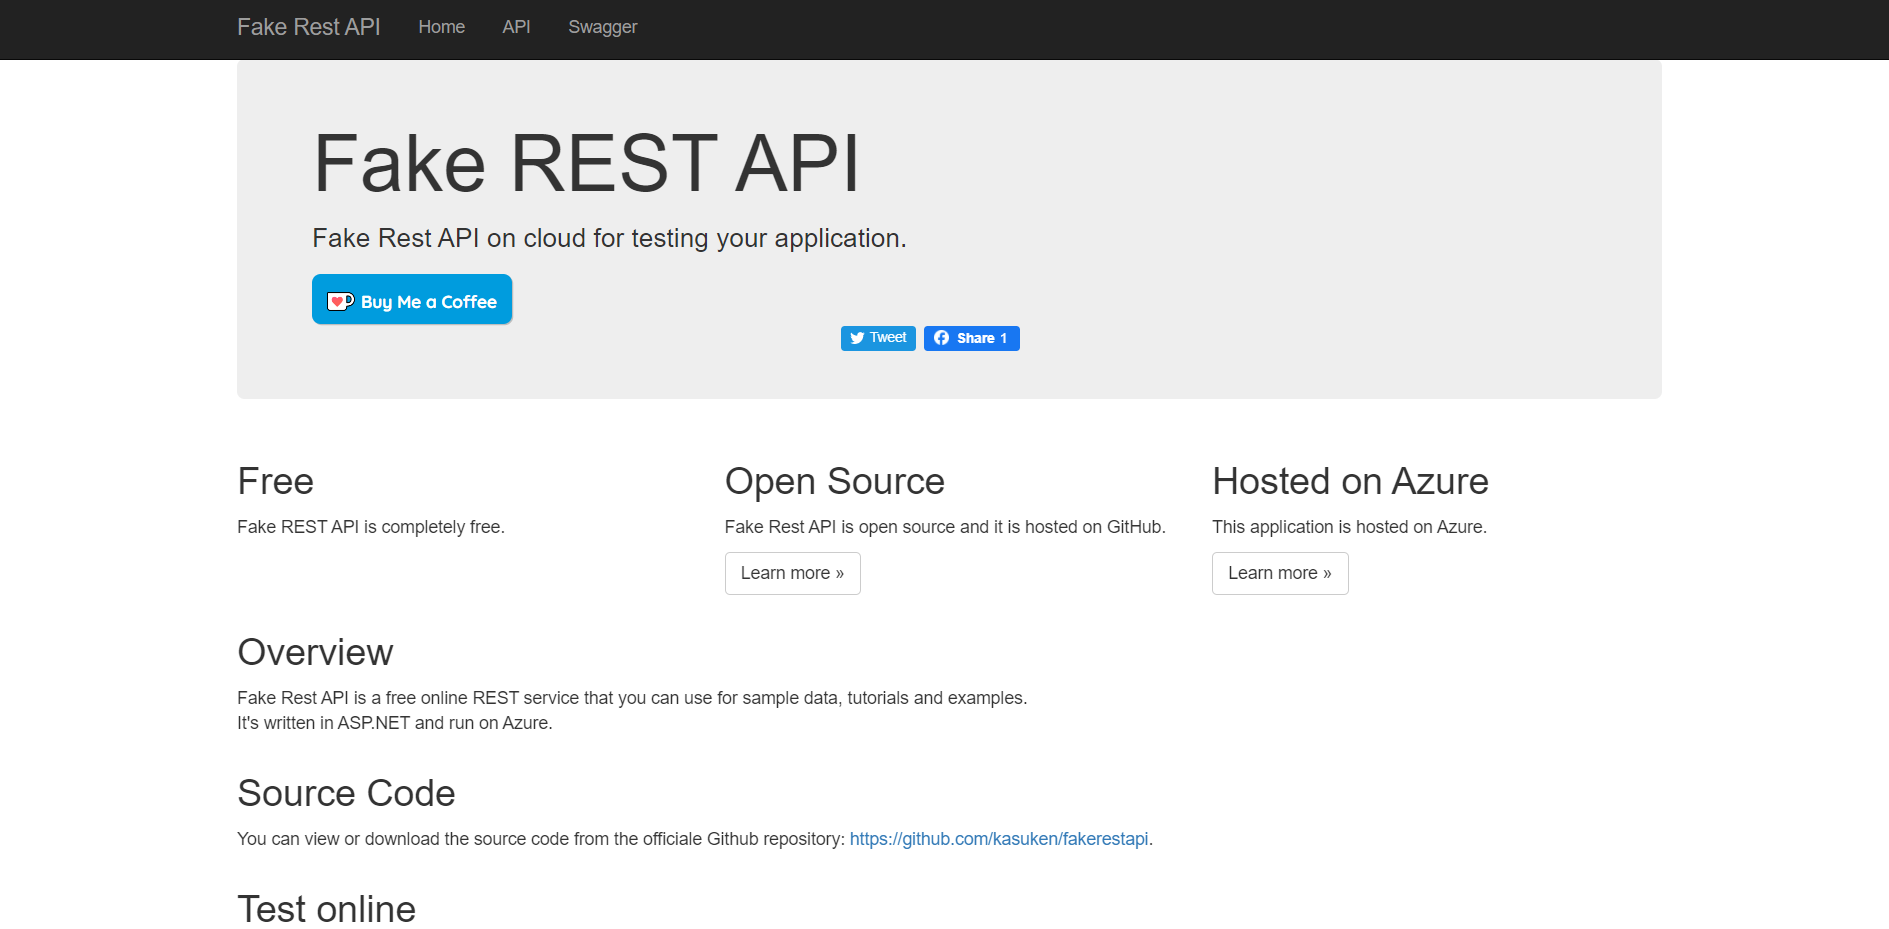 Fake Rest API Home API Swagger
Fake REST API
Fake Rest API on cloud for testing your application.
Buy Me a Coffee
Tweet Share 1
Free
Fake REST API is completely free.
Open Source
Fake Rest API is open source and it is hosted on GitHub.
Learn more »
Hosted on Azure
This application is hosted on Azure.
Learn more »
Overview
Fake Rest API is a free online REST service that you can use for sample data, tutorials and examples.
It's written in ASP.NET and run on Azure.
Source Code
You can view or download the source code from the officiale Github repository: https://github.com/kasuken/fakerestapi.
Test online